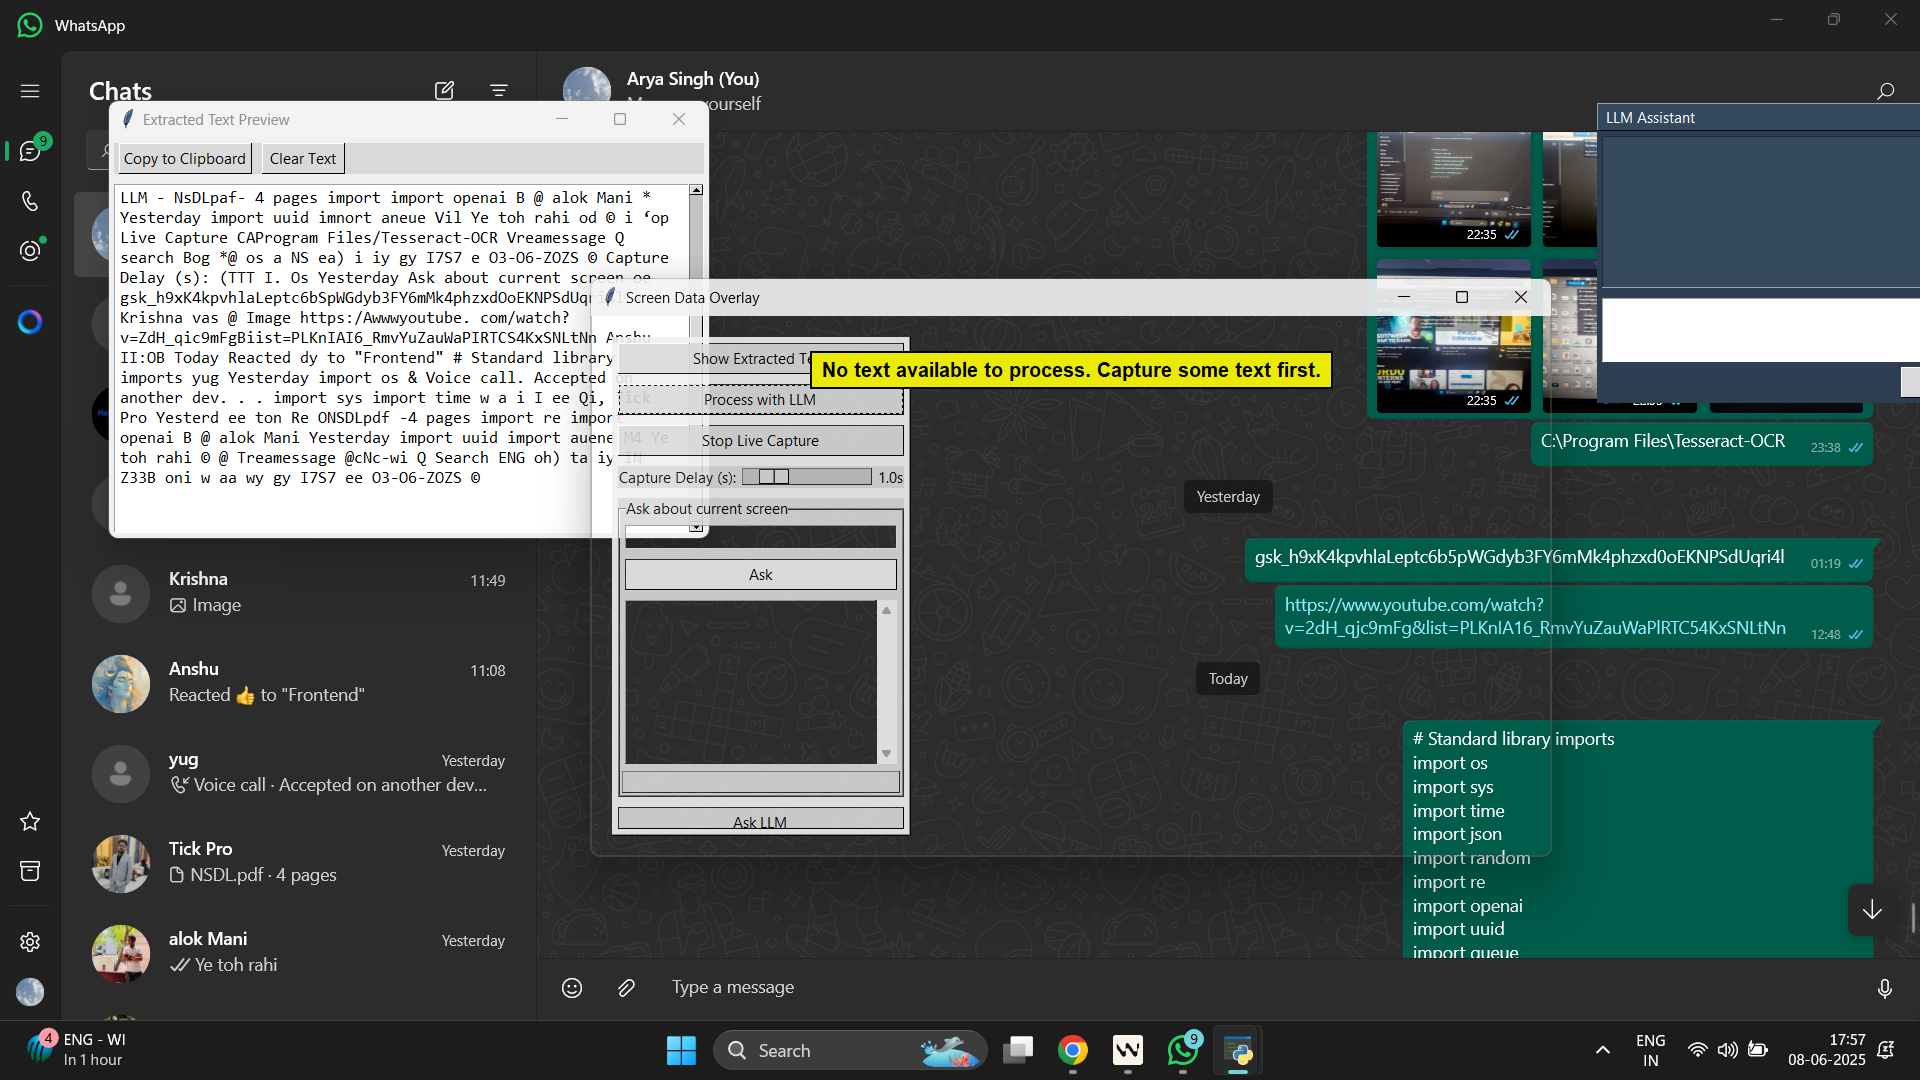 WhatsApp
Chats
9
Arya Singh (You)
yourself
Extracted Text Preview
Copy to Clipboard
Clear Text
LLM - NsDLpaf- 4 pages import import openai B @ alok Mani *
Yesterday import uuid imnort aneue Vil Ye toh rahi od © i ‘op
Live Capture CAProgram Files/Tesseract-OCR Vreamessage Q
search Bog *@ os a NS ea) i iy gy I7S7 e O3-O6-ZOZS © Capture
Delay (s): (TTT I. Os Yesterday Ask about current screen oe
Krishna vas @ Image https:/Awwwyoutube. com/watch?
v=ZdH_qic9mFgBiist=PLKnIAI6_RmvYuZauWaPIRTCS4KxSNLtNn Anshu
II:OB Today Reacted dy to "Frontend" # Standard library
imports yug Yesterday import os & Voice call. Accepted on
another dev. . . import sys import time w a i I ee Qi, Tick
Pro Yesterd ee ton Re ONSDLpdf -4 pages import re import
openai B @ alok Mani Yesterday import uuid import auene M4 Ye
toh rahi © @ Treamessage @cNc-wi Q Search ENG oh) ta iy IN
Z33B oni w aa wy gy I7S7 ee O3-O6-ZOZS ©
Screen Data Overlay
Show Extracted Te
No text available to process. Capture some text first.
Process with LLM
Stop Live Capture
Capture Delay (s):
1.0s
Ask about current screen
Ask
Ask LLM
LLM Assistant
22:35
22:35
C:\Program Files\Tesseract-OCR
23:38
Yesterday
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
01:19
https://www.youtube.com/watch?
v=2dH_qjc9mFg&list=PLKnIA16_RmvYuZauWaPlRTC54KxSNLtNn
12:48
Today
# Standard library imports
import os
import sys
import time
import json
import random
import re
import openai
import uuid
import queue
Krishna
11:49
Image
Anshu
11:08
Reacted 👍 to "Frontend"
yug
Yesterday
Voice call · Accepted on another dev...
Tick Pro
Yesterday
NSDL.pdf · 4 pages
alok Mani
Yesterday
Ye toh rahi
Type a message
4
ENG - WI
In 1 hour
Search
9
ENG
IN
17:57
08-06-2025